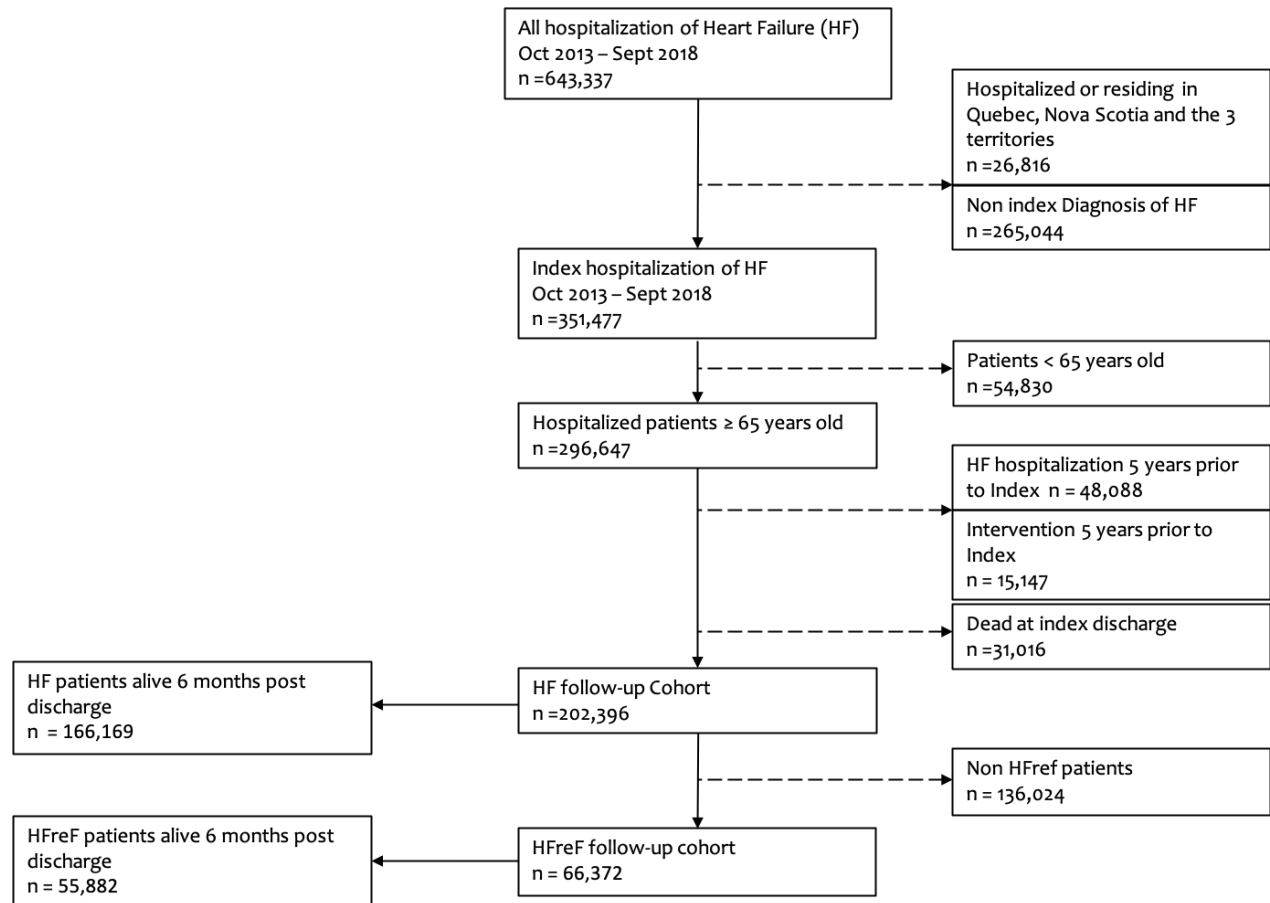 All hospitalization of Heart Failure (HF)
Oct 2013 – Sept 2018
n =643,337
Hospitalized or residing in
Quebec, Nova Scotia and the 3
territories
n =26,816
Non index Diagnosis of HF
n =265,044
Index hospitalization of HF
Oct 2013 – Sept 2018
n =351,477
Patients < 65 years old
n =54,830
Hospitalized patients ≥ 65 years old
n =296,647
HF hospitalization 5 years prior
to Index n = 48,088
Intervention 5 years prior to
Index
n = 15,147
Dead at index discharge
n =31,016
HF patients alive 6 months post
discharge
n = 166,169
HF follow-up Cohort
n =202,396
Non HFref patients
n = 136,024
HFreF patients alive 6 months post
discharge
n = 55,882
HFreF follow-up cohort
n = 66,372